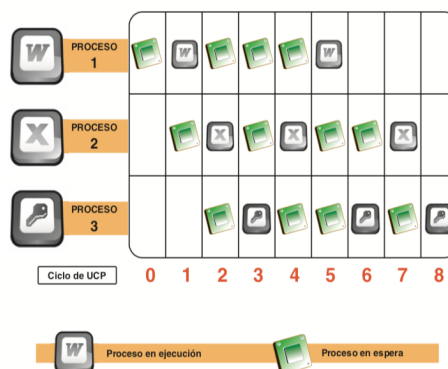 W
PROCESO
1
W
W
X
PROCESO
2
X
X
X
PROCESO
3
Ciclo de UCP
0 1 2 3 4 5 6 7 8
W
Proceso en ejecución
Proceso en espera